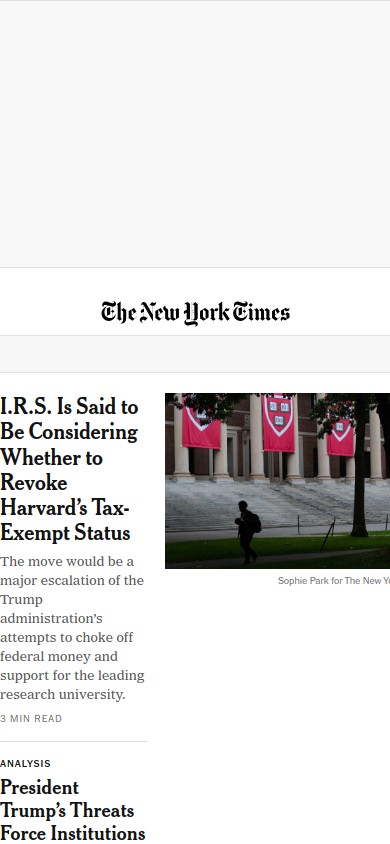 The New York Times
I.R.S. Is Said to
Be Considering
Whether to
Revoke
Harvard’s Tax-
Exempt Status
The move would be a
major escalation of the
Trump
administration’s
attempts to choke off
federal money and
support for the leading
research university.
3 MIN READ
Sophie Park for The New Yo
ANALYSIS
President
Trump’s Threats
Force Institutions